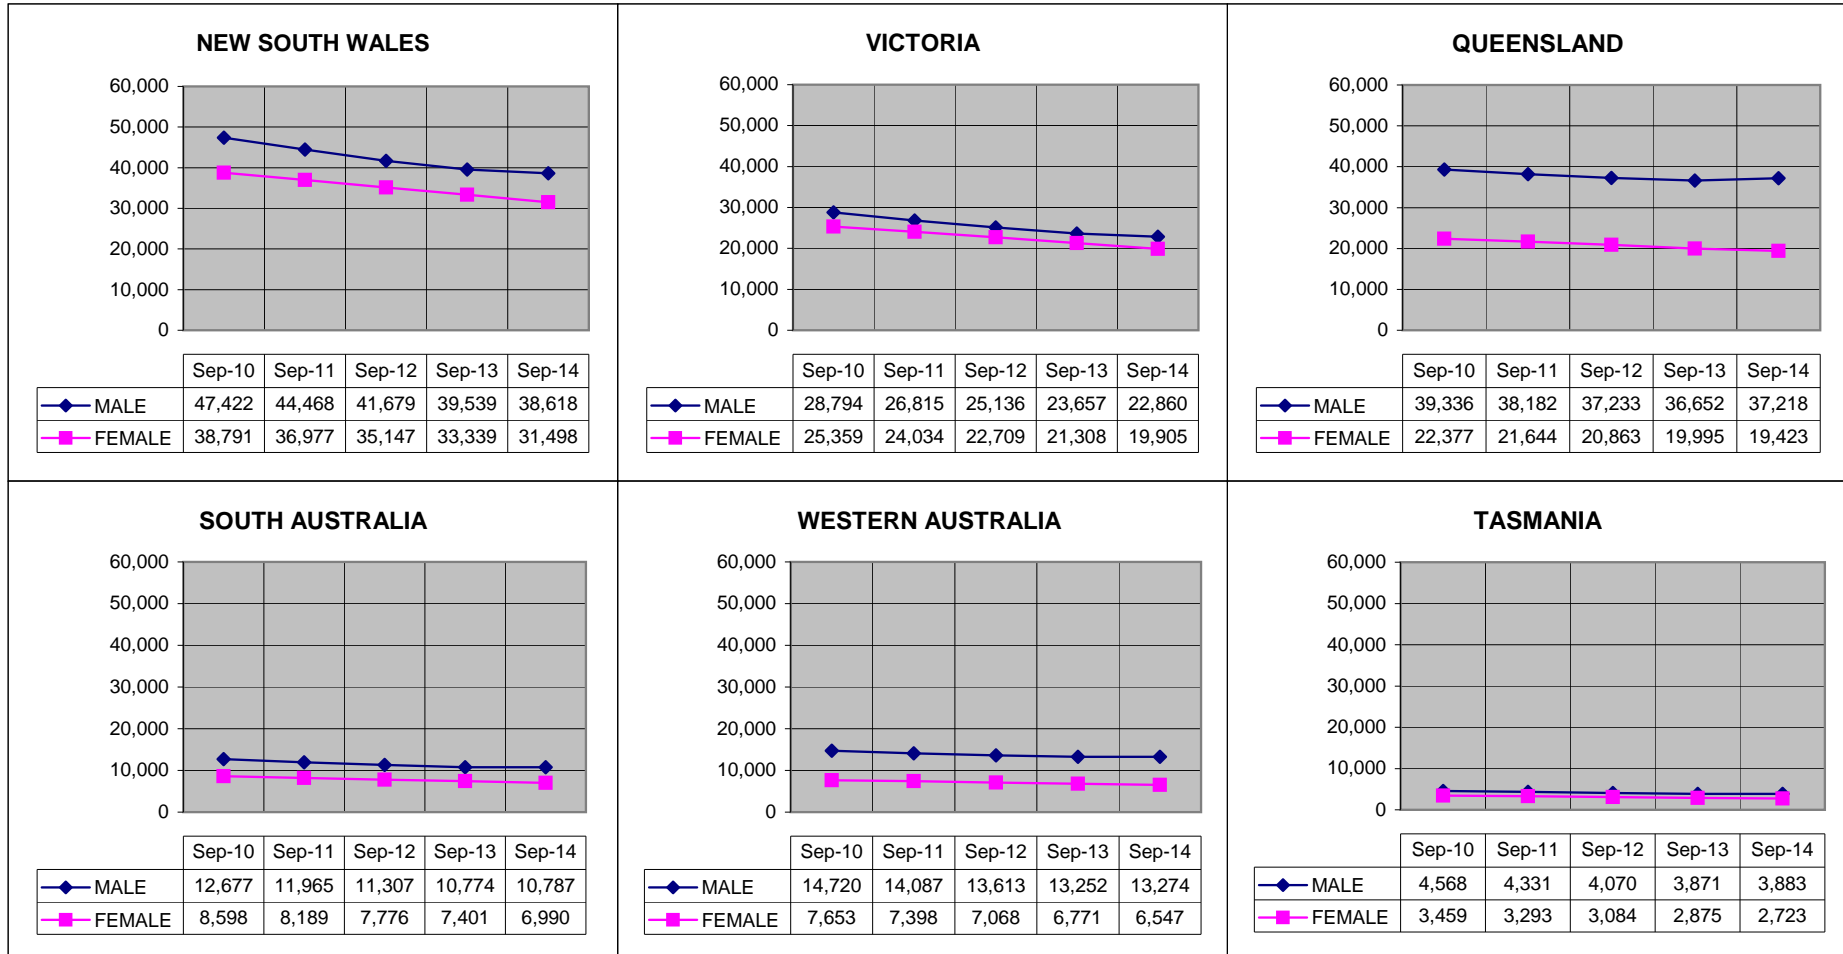 NEW SOUTH WALES
60,000
50,000
40,000
30,000
20,000
10,000
0
Sep-10 Sep-11 Sep-12 Sep-13 Sep-14
MALE 47,422 44,468 41,679 39,539 38,618
FEMALE 38,791 36,977 35,147 33,339 31,498
VICTORIA
60,000
50,000
40,000
30,000
20,000
10,000
0
Sep-10 Sep-11 Sep-12 Sep-13 Sep-14
MALE 28,794 26,815 25,136 23,657 22,860
FEMALE 25,359 24,034 22,709 21,308 19,905
QUEENSLAND
60,000
50,000
40,000
30,000
20,000
10,000
0
Sep-10 Sep-11 Sep-12 Sep-13 Sep-14
MALE 39,336 38,182 37,233 36,652 37,218
FEMALE 22,377 21,644 20,863 19,995 19,423
SOUTH AUSTRALIA
60,000
50,000
40,000
30,000
20,000
10,000
0
Sep-10 Sep-11 Sep-12 Sep-13 Sep-14
MALE 12,677 11,965 11,307 10,774 10,787
FEMALE 8,598 8,189 7,776 7,401 6,990
WESTERN AUSTRALIA
60,000
50,000
40,000
30,000
20,000
10,000
0
Sep-10 Sep-11 Sep-12 Sep-13 Sep-14
MALE 14,720 14,087 13,613 13,252 13,274
FEMALE 7,653 7,398 7,068 6,771 6,547
TASMANIA
60,000
50,000
40,000
30,000
20,000
10,000
0
Sep-10 Sep-11 Sep-12 Sep-13 Sep-14
MALE 4,568 4,331 4,070 3,871 3,883
FEMALE 3,459 3,293 3,084 2,875 2,723